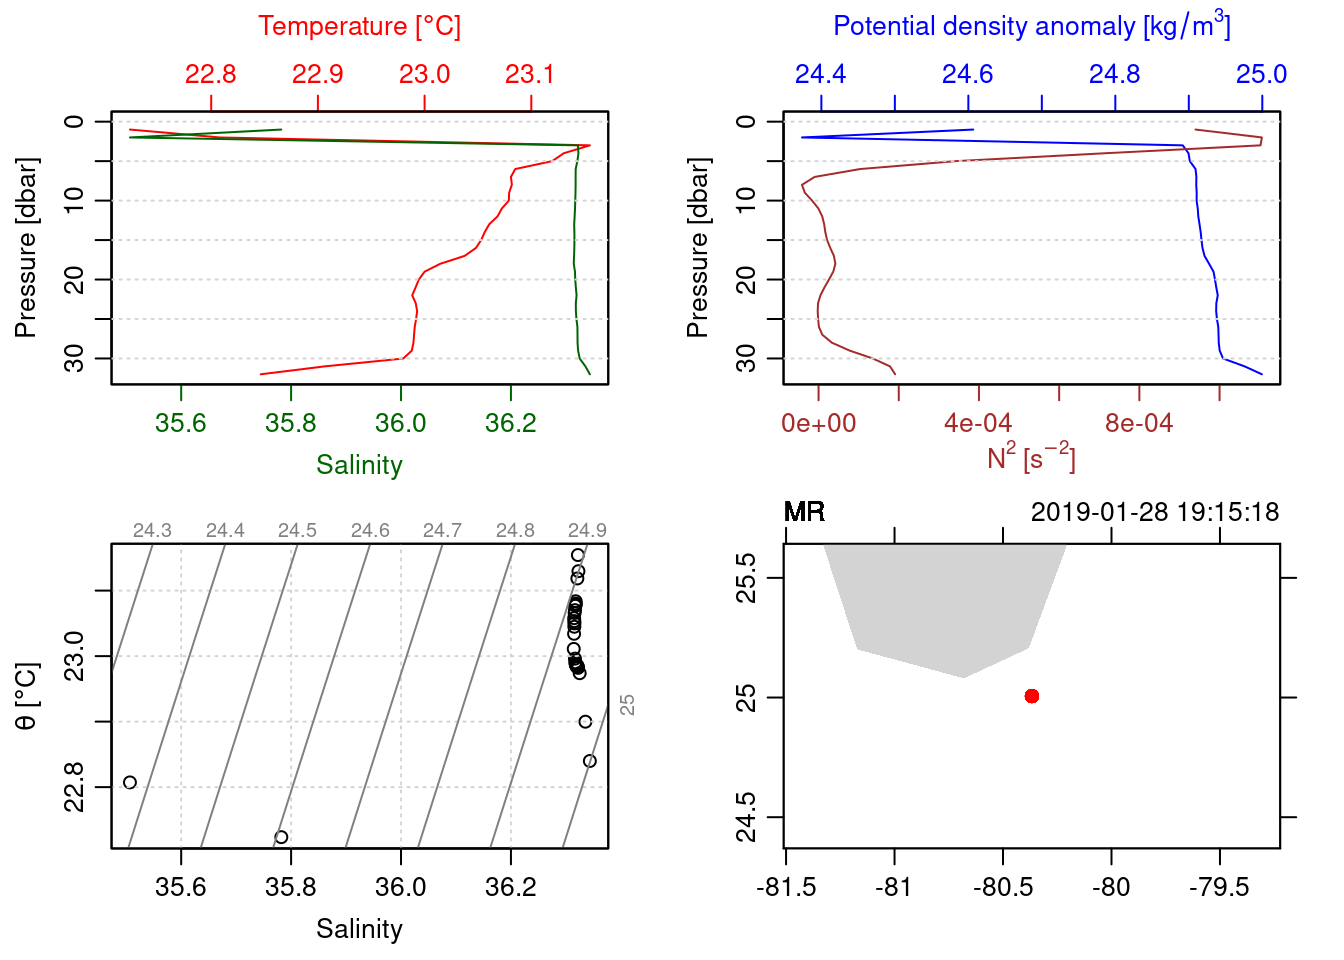 Temperature [°C]
22.8 22.9 23.0 23.1
Pressure [dbar]
0
10
20
30
35.6 35.8 36.0 36.2
Salinity
Potential density anomaly [kg/m³]
24.4 24.6 24.8 25.0
Pressure [dbar]
0
10
20
30
0e+00 4e-04 8e-04
N² [s⁻²]
24.3 24.4 24.5 24.6 24.7 24.8 24.9
25
θ [°C]
23.0
22.8
35.6 35.8 36.0 36.2
Salinity
MR 2019-01-28 19:15:18
25.5
25
24.5
-81.5 -81 -80.5 -80 -79.5